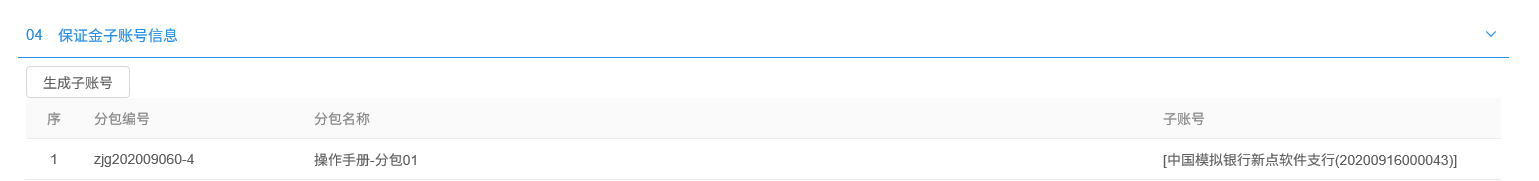 04 保证金子账号信息
生成子账号
序 分包编号 分包名称 子账号
1 zjg202009060-4 操作手册-分包01 [中国模拟银行新点软件支行(20200916000043)]